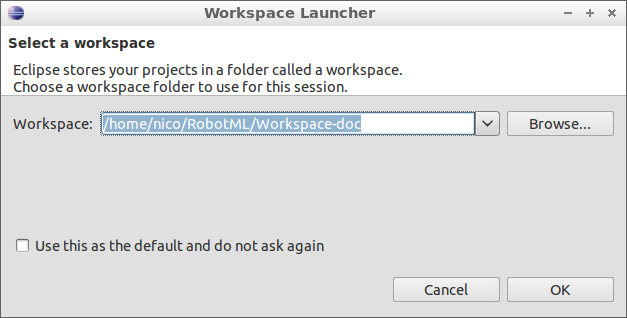 Workspace Launcher
Select a workspace
Eclipse stores your projects in a folder called a workspace.
Choose a workspace folder to use for this session.
Workspace: /home/nico/RobotML/Workspace-doc Browse...
Use this as the default and do not ask again
Cancel OK